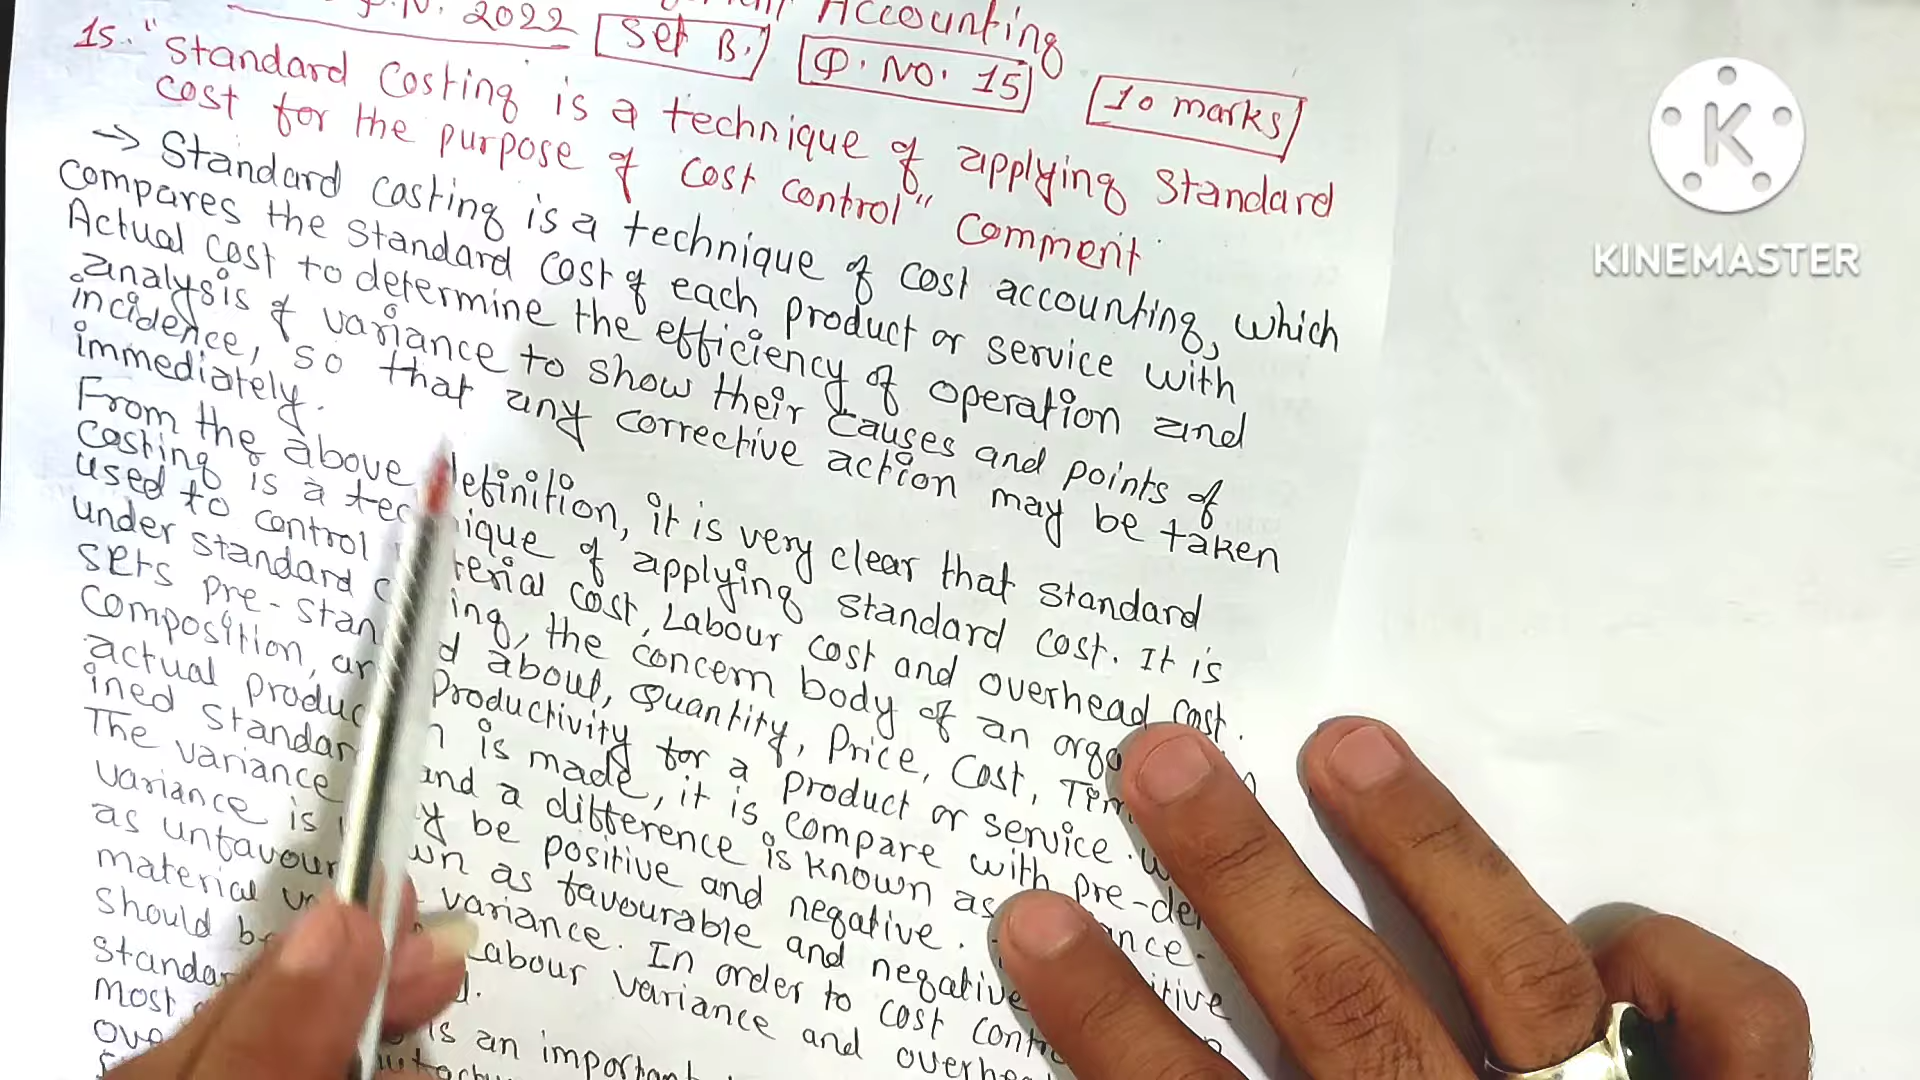 Accounting
2022 Set B. Q. No. 15 10 marks
15. "Standard Costing is a technique of applying Standard
cost for the purpose of cost control" Comment
→ Standard costing is a technique of cost accounting, which
compares the standard cost of each product or service with
Actual cost to determine the efficiency of operation and
analysis of variance to show their causes and points of
incidence, so that any corrective action may be taken
immediately.
From the above definition, it is very clear that standard
costing is a technique of applying standard cost. It is
used to control material cost, Labour cost and overhead cost.
under standard costing, the concern body of an
sets pre-standard about, Quantity, Price, Cost,
composition, and Productivity for a product or service.
actual production is made, it is compare with pre-
ined standard and a difference is known as
The variance may be positive and negative.
variance is known as favourable and negative
as unfavour variance. In order to cost
material Labour variance and
should be
standard
most is an important
KINEMASTER